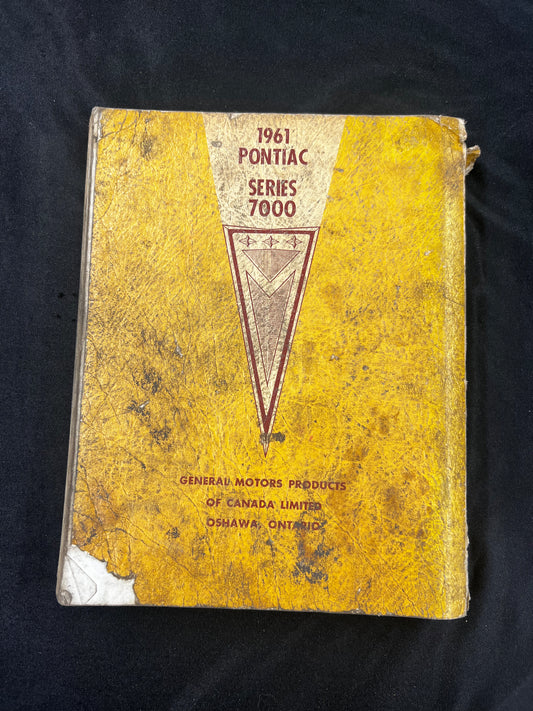 1961
PONTIAC
SERIES
7000
GENERAL MOTORS PRODUCTS
OF CANADA LIMITED
OSHAWA, ONTARIO